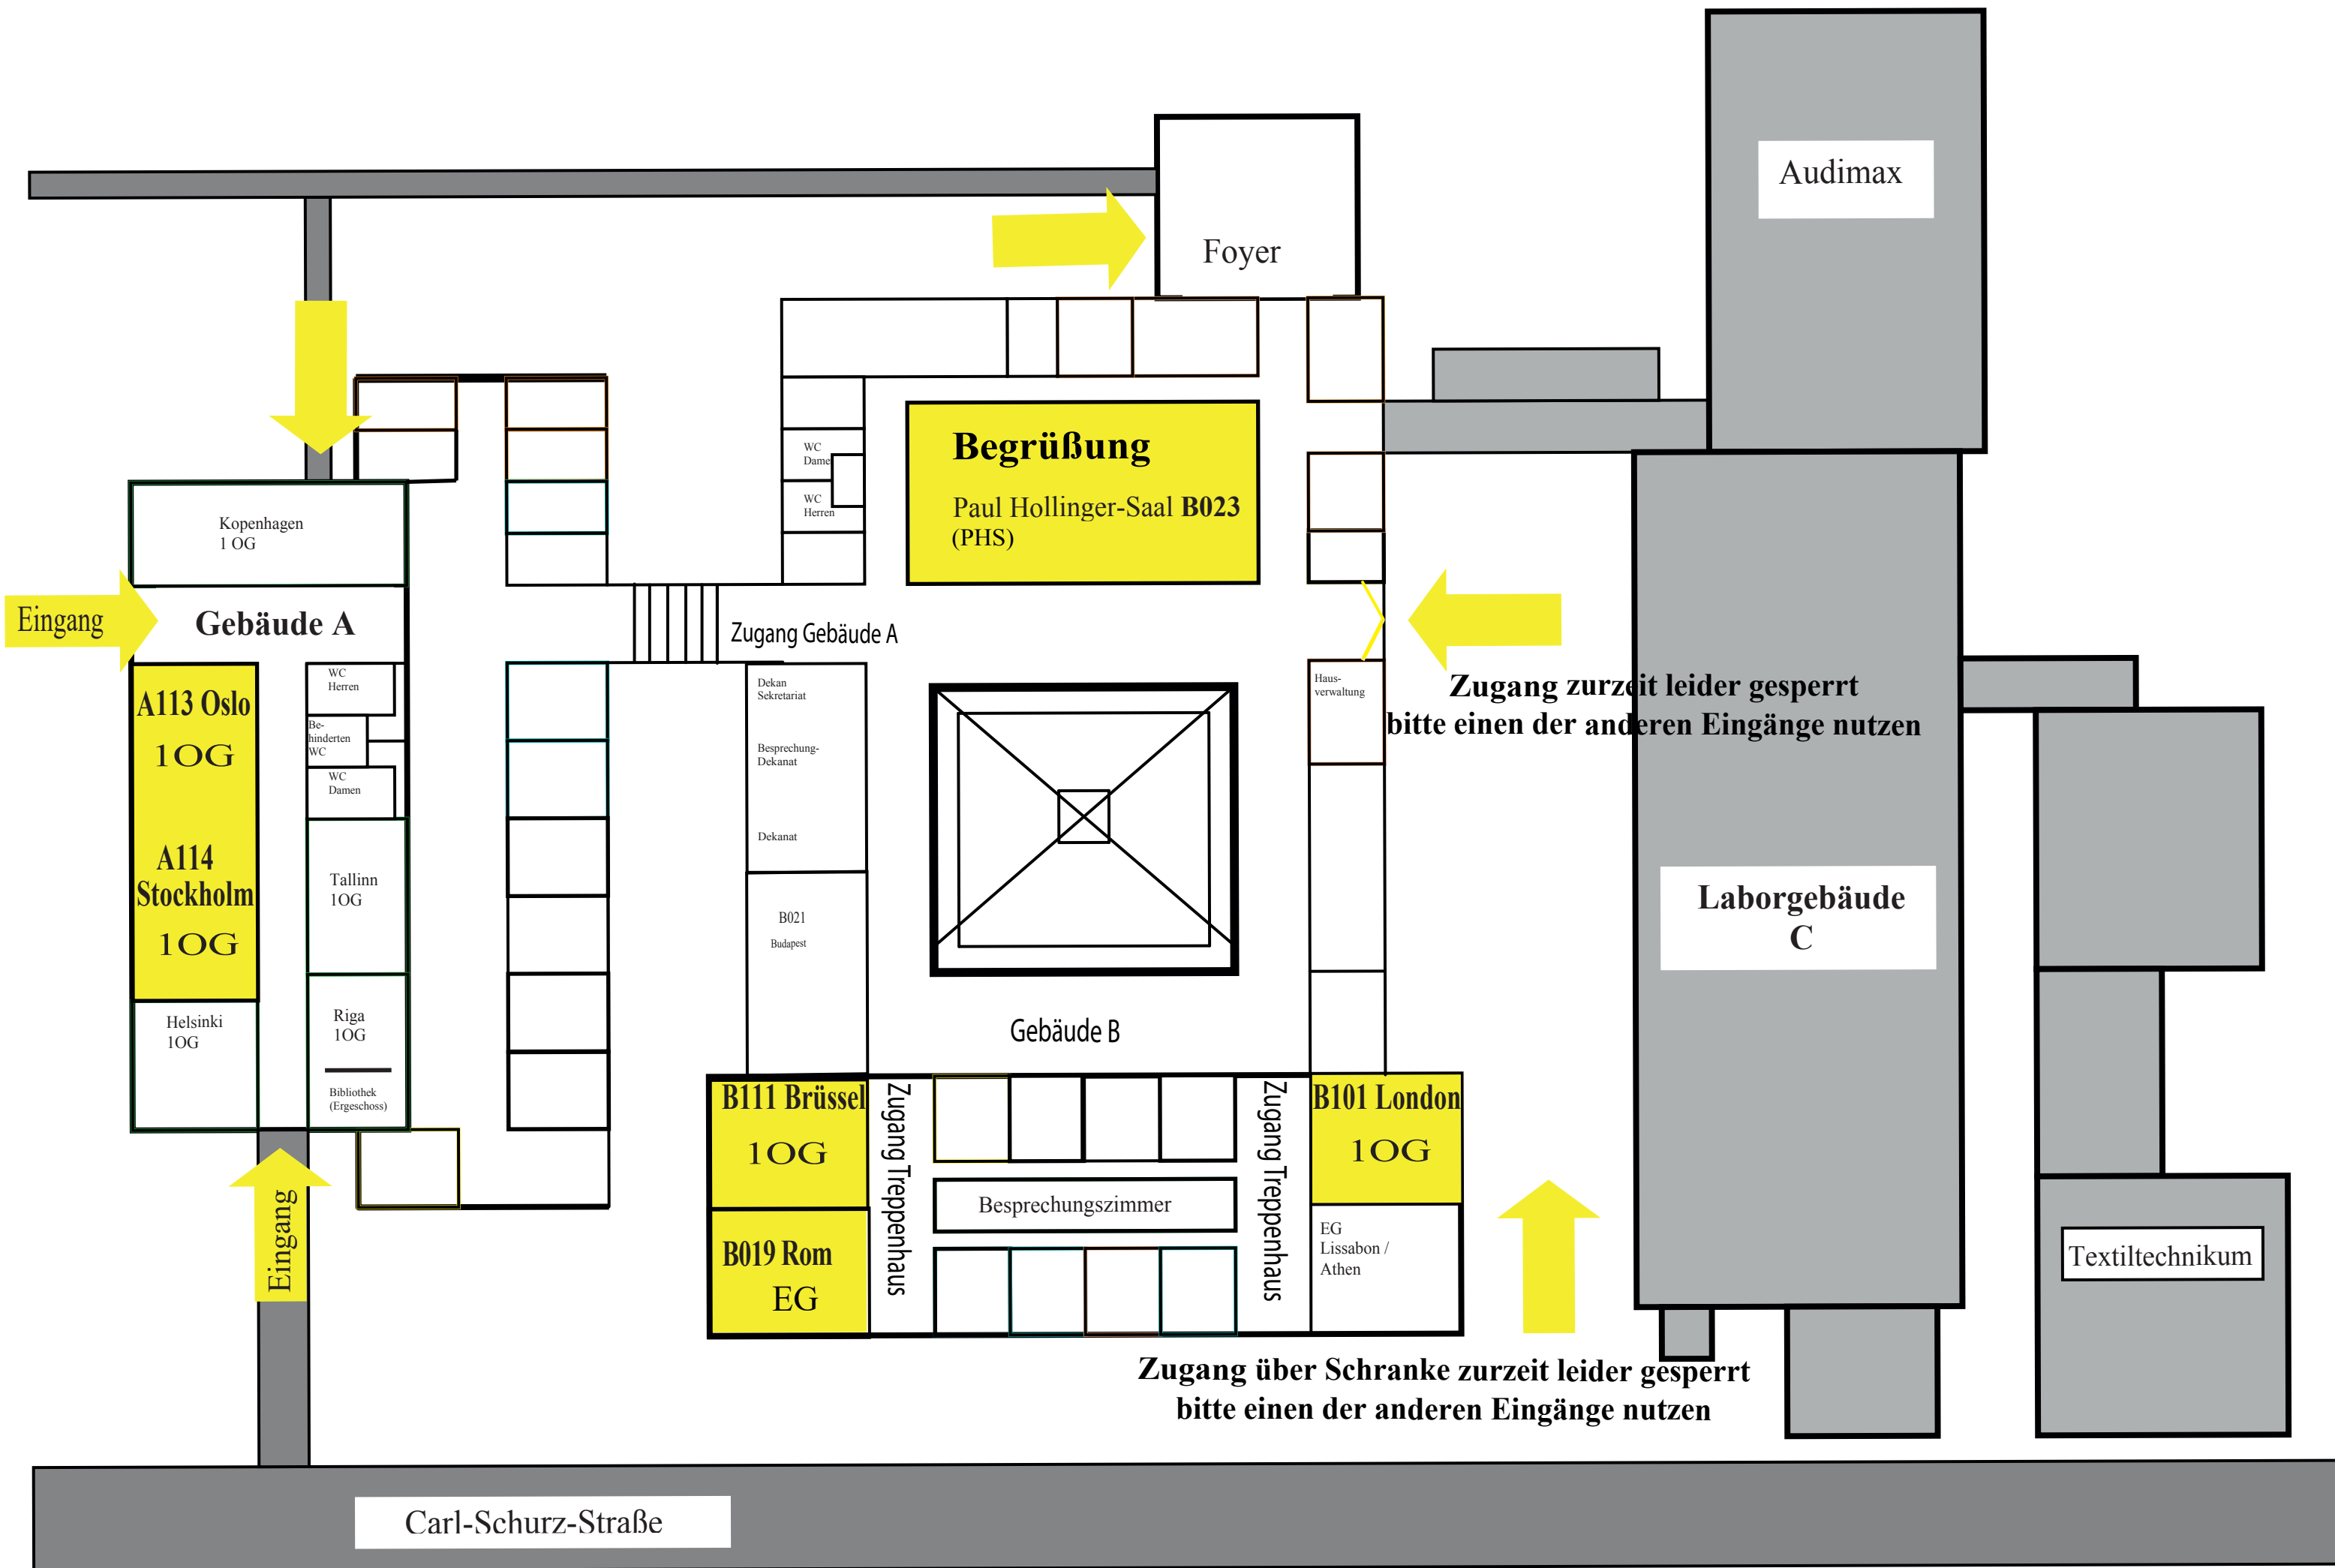 Audimax
Foyer
Begrüßung
Paul Hollinger-Saal B023
(PHS)
WC
Dame
WC
Herren
Kopenhagen
1 OG
Eingang
Gebäude A
Zugang Gebäude A
Zugang zurzeit leider gesperrt
bitte einen der anderen Eingänge nutzen
Haus-
verwaltung
A113 Oslo
1OG
A114
Stockholm
1OG
WC
Herren
Be-
hinderten
WC
WC
Damen
Tallinn
1OG
Dekan
Sekretariat
Besprechung-
Dekanat
Dekanat
B021
Budapest
Laborgebäude
C
Helsinki
1OG
Riga
1OG
Bibliothek
(Ergeschoss)
Gebäude B
B111 Brüssel
1OG
B019 Rom
EG
Zugang Treppenhaus
Besprechungszimmer
Zugang Treppenhaus
B101 London
1OG
EG
Lissabon /
Athen
Textiltechnikum
Eingang
Zugang über Schranke zurzeit leider gesperrt
bitte einen der anderen Eingänge nutzen
Carl-Schurz-Straße